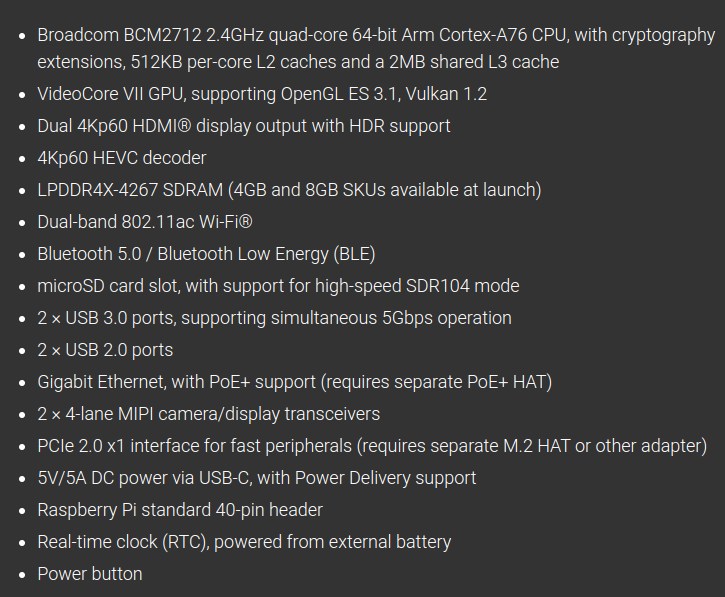 • Broadcom BCM2712 2.4GHz quad-core 64-bit Arm Cortex-A76 CPU, with cryptography
extensions, 512KB per-core L2 caches and a 2MB shared L3 cache
• VideoCore VII GPU, supporting OpenGL ES 3.1, Vulkan 1.2
• Dual 4Kp60 HDMI® display output with HDR support
• 4Kp60 HEVC decoder
• LPDDR4X-4267 SDRAM (4GB and 8GB SKUs available at launch)
• Dual-band 802.11ac Wi-Fi®
• Bluetooth 5.0 / Bluetooth Low Energy (BLE)
• microSD card slot, with support for high-speed SDR104 mode
• 2 × USB 3.0 ports, supporting simultaneous 5Gbps operation
• 2 × USB 2.0 ports
• Gigabit Ethernet, with PoE+ support (requires separate PoE+ HAT)
• 2 × 4-lane MIPI camera/display transceivers
• PCIe 2.0 x1 interface for fast peripherals (requires separate M.2 HAT or other adapter)
• 5V/5A DC power via USB-C, with Power Delivery support
• Raspberry Pi standard 40-pin header
• Real-time clock (RTC), powered from external battery
• Power button